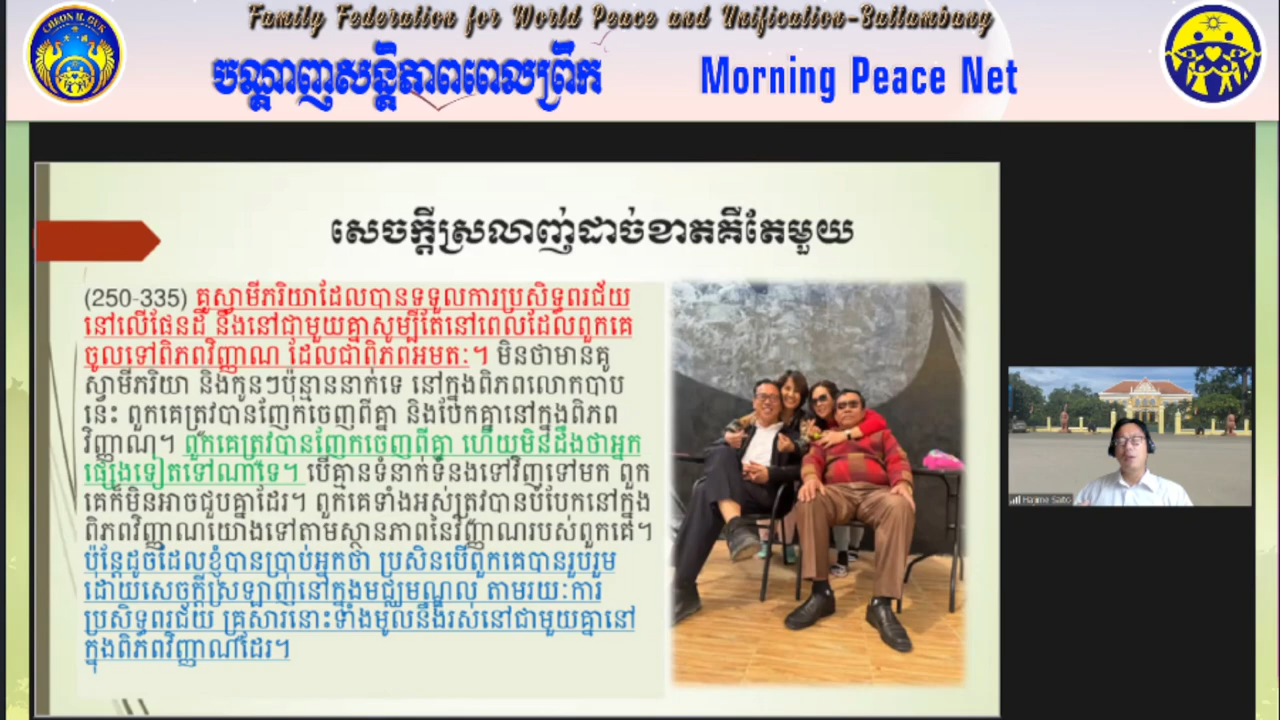 Family Federation for World Peace and Unification-Battambang
បណ្តាញសន្តិភាពពេលព្រឹក
Morning Peace Net
CHEON IL GUK
សេចក្តីស្រលាញ់ដាច់ខាតគឺតែមួយ
(250-335) គូស្វាមីភរិយាដែលបានទទួលការប្រសិទ្ធពរជ័យ
នៅលើផែនដី នឹងនៅជាមួយគ្នាសូម្បីតែនៅពេលដែលពួកគេ
ចូលទៅពិភពវិញ្ញាណ ដែលជាពិភពអមតៈ។ មិនថាមានគូ
ស្វាមីភរិយា និងកូនៗប៉ុន្មាននាក់ទេ នៅក្នុងពិភពលោកបាប
នេះ ពួកគេត្រូវបានញែកចេញពីគ្នា និងបែកគ្នានៅក្នុងពិភព
វិញ្ញាណ។ ពួកគេត្រូវបានញែកចេញពីគ្នា ហើយមិនដឹងថាអ្នក
ផ្សេងទៀតទៅណាទេ។ បើគ្មានទំនាក់ទំនងទៅវិញទៅមក ពួក
គេក៏មិនអាចជួបគ្នាដែរ។ ពួកគេទាំងអស់ត្រូវបានបំបែកនៅក្នុង
ពិភពវិញ្ញាណយោងទៅតាមស្ថានភាពនៃវិញ្ញាណរបស់ពួកគេ។
ប៉ុន្តែដូចដែលខ្ញុំបានប្រាប់អ្នកថា ប្រសិនបើពួកគេបានរួបរួម
ដោយសេចក្តីស្រឡាញ់នៅក្នុងមជ្ឈមណ្ឌល តាមរយៈការ
ប្រសិទ្ធពរជ័យ គ្រួសារនោះទាំងមូលនឹងរស់នៅជាមួយគ្នានៅ
ក្នុងពិភពវិញ្ញាណដែរ។
Hajime Saito